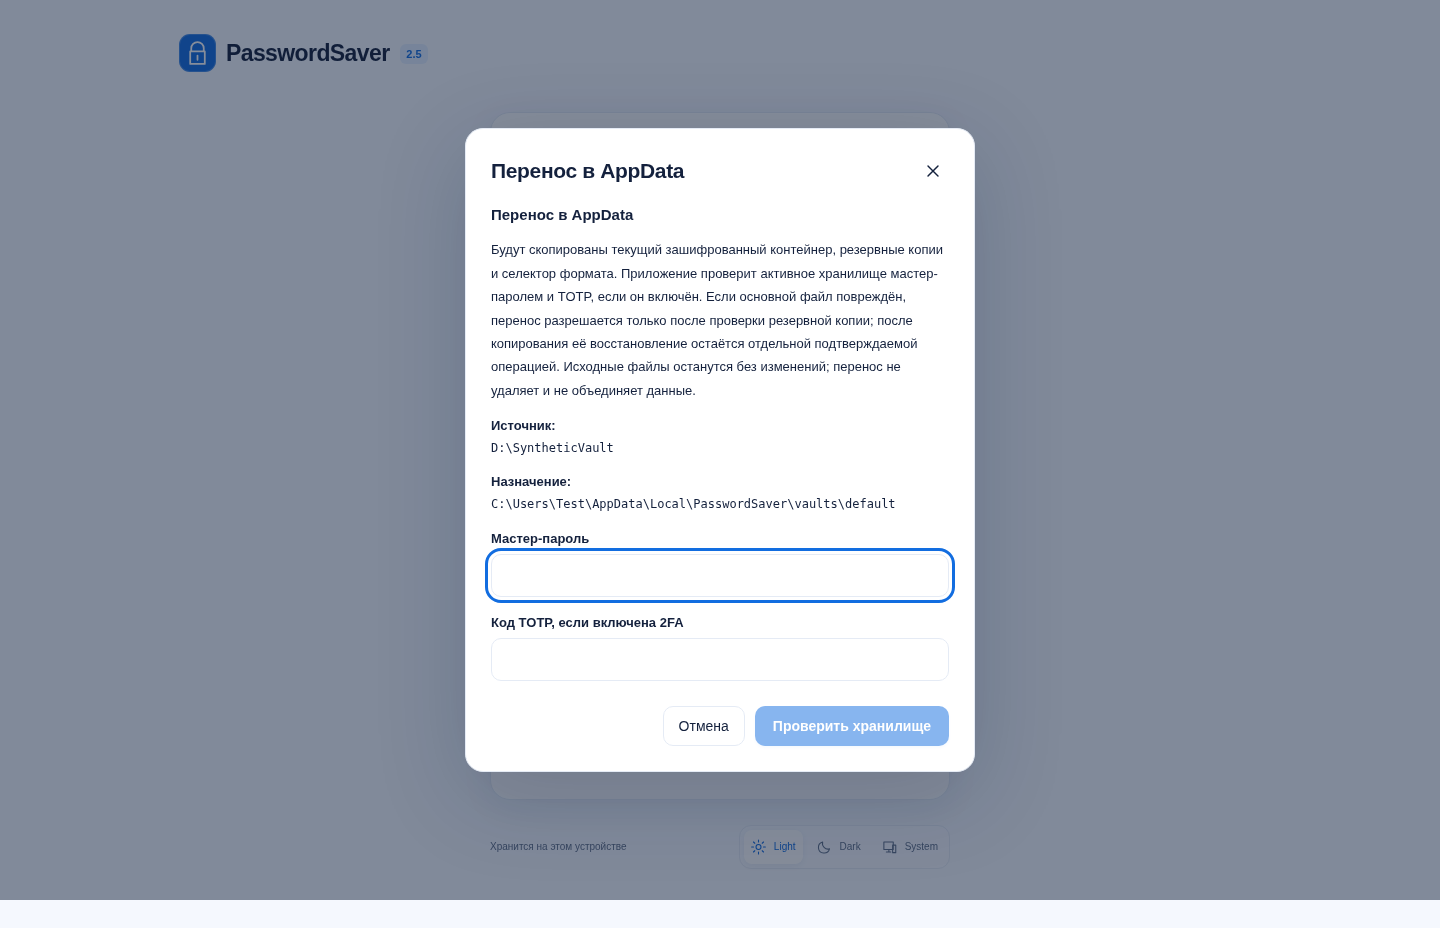 PasswordSaver 2.5
Перенос в AppData
Перенос в AppData
Будут скопированы текущий зашифрованный контейнер, резервные копии
и селектор формата. Приложение проверит активное хранилище мастер-
паролем и TOTP, если он включён. Если основной файл повреждён,
перенос разрешается только после проверки резервной копии; после
копирования её восстановление остаётся отдельной подтверждаемой
операцией. Исходные файлы останутся без изменений; перенос не
удаляет и не объединяет данные.
Источник:
D:\SyntheticVault
Назначение:
C:\Users\Test\AppData\Local\PasswordSaver\vaults\default
Мастер-пароль
Код TOTP, если включена 2FA
Отмена Проверить хранилище
Хранится на этом устройстве Light Dark System